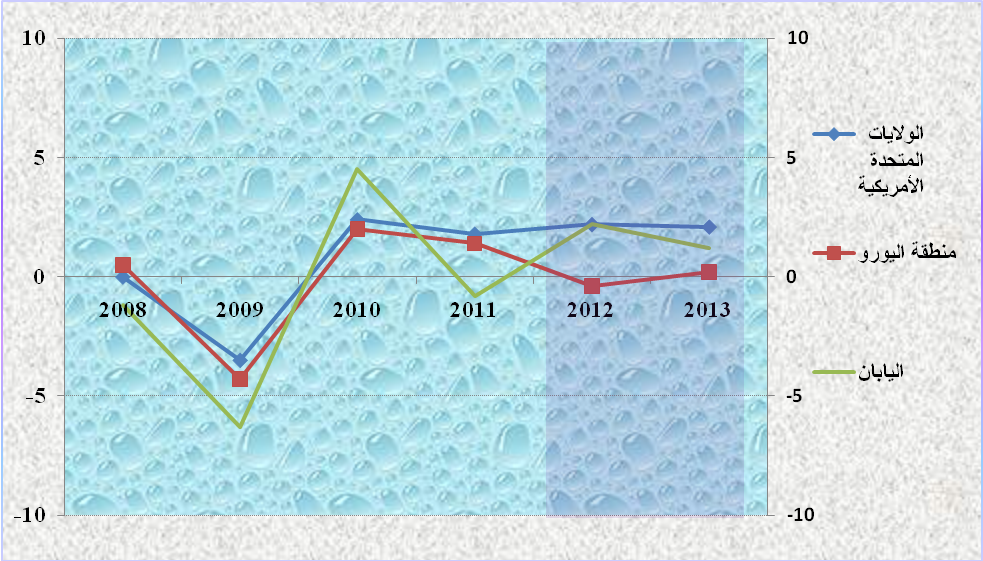 10
5
0
-5
-10
2008 2009 2010 2011 2012 2013
10
5
0
-5
-10
الولايات
المتحدة
الأمريكية
منطقة اليورو
اليابان